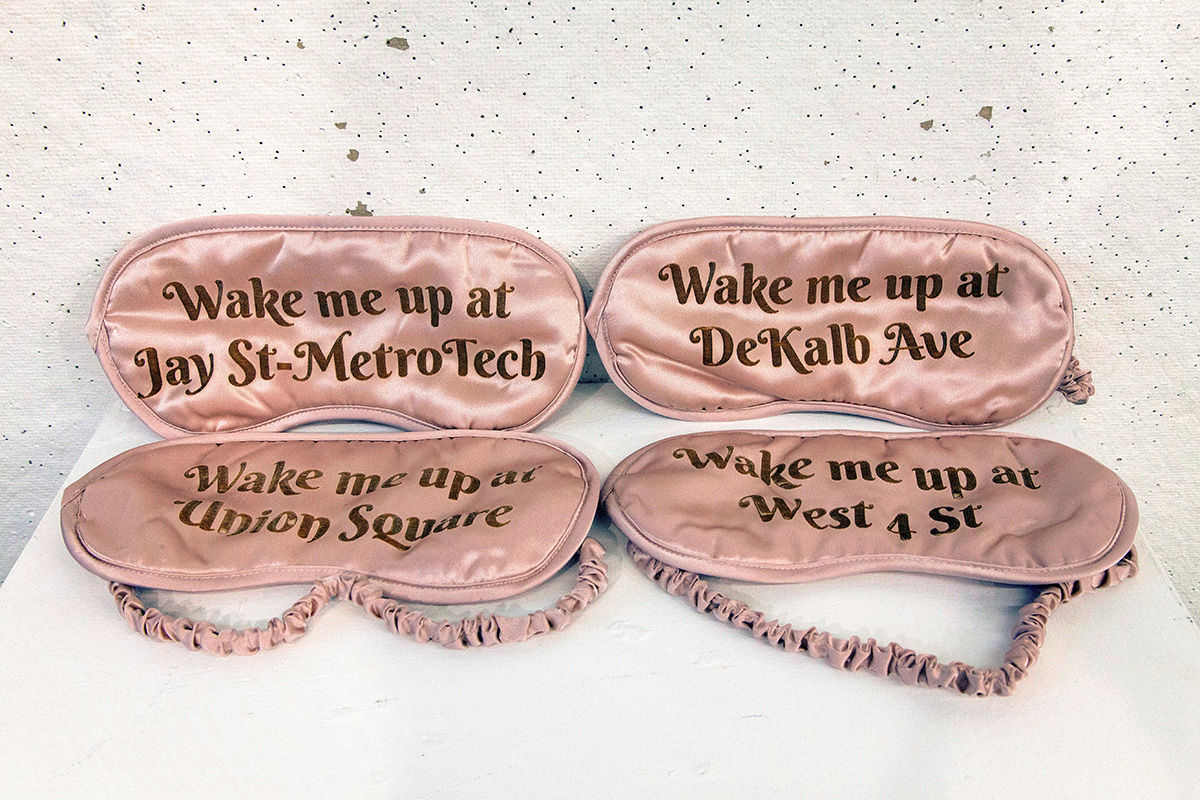 Wake me up at
Jay St-MetroTech
Wake me up at
DeKalb Ave
Wake me up at
Union Square
Wake me up at
West 4 St